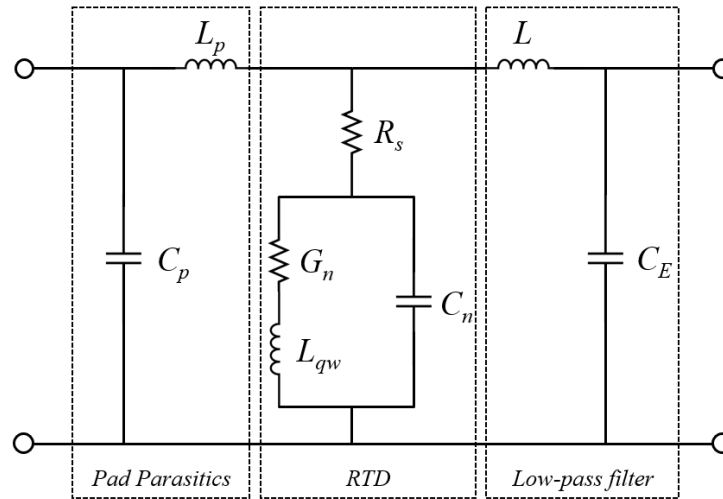 L_p
L
R_s
C_p
G_n
C_n
C_E
L_qw
Pad Parasitics
RTD
Low-pass filter